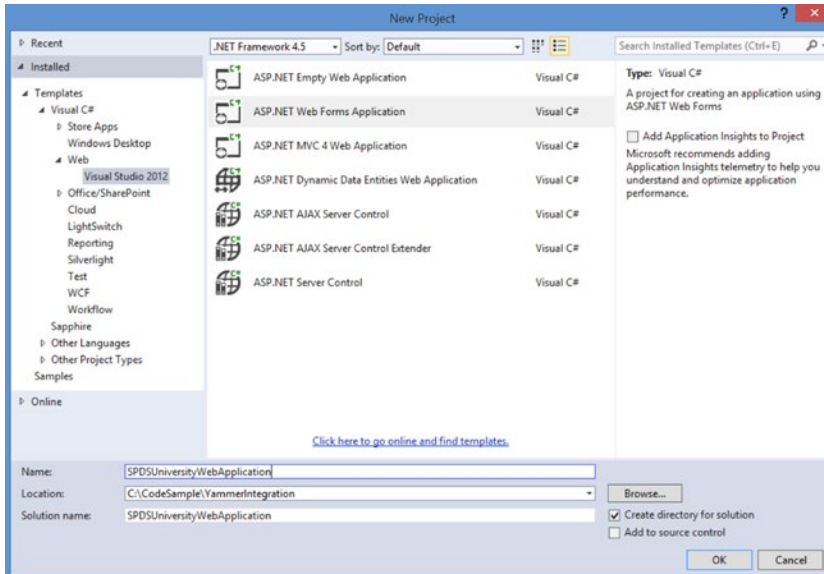 New Project
?
Recent
Installed
Templates
Visual C#
Store Apps
Windows Desktop
Web
Visual Studio 2012
Office/SharePoint
Cloud
LightSwitch
Reporting
Silverlight
Test
WCF
Workflow
Sapphire
Other Languages
Other Project Types
Samples
Online
.NET Framework 4.5
Sort by: Default
ASP.NET Empty Web Application Visual C#
ASP.NET Web Forms Application Visual C#
ASP.NET MVC 4 Web Application Visual C#
ASP.NET Dynamic Data Entities Web Application Visual C#
ASP.NET AJAX Server Control Visual C#
ASP.NET AJAX Server Control Extender Visual C#
ASP.NET Server Control Visual C#
Click here to go online and find templates.
Search Installed Templates (Ctrl+E)
Type: Visual C#
A project for creating an application using
ASP.NET Web Forms
Add Application Insights to Project
Microsoft recommends adding
Application Insights telemetry to help you
understand and optimize application
performance.
Name: SPDSUniversityWebApplication
Location: C:\CodeSample\YammerIntegration
Browse...
Solution name: SPDSUniversityWebApplication
Create directory for solution
Add to source control
OK
Cancel